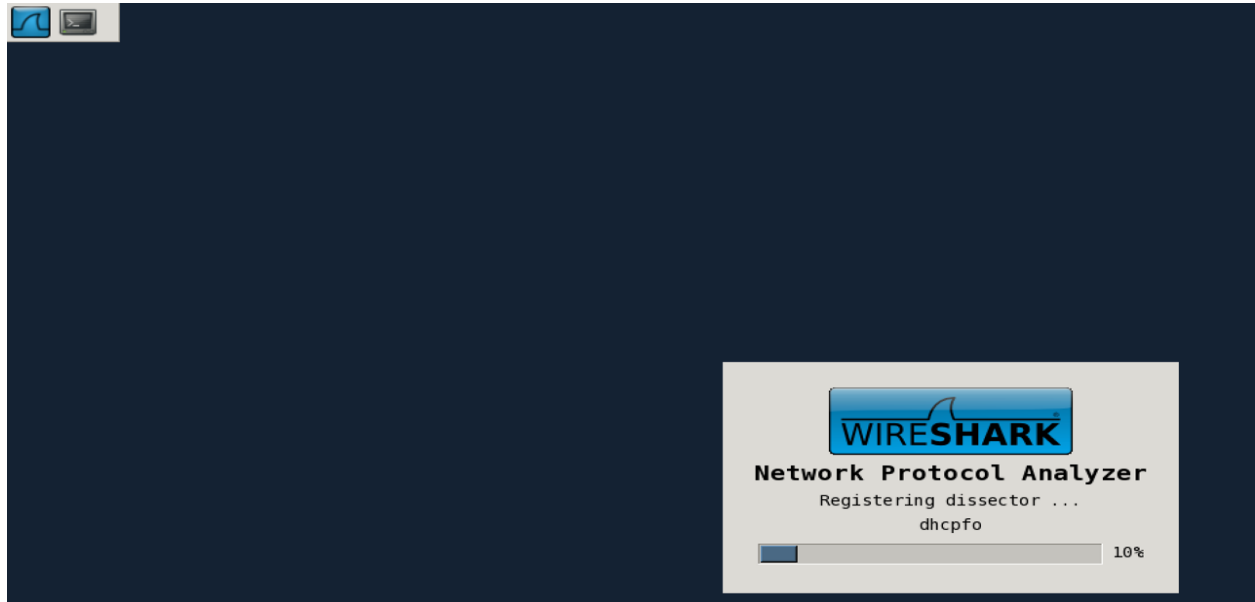 WIRESHARK
Network Protocol Analyzer
Registering dissector ...
dhcpfo
10%